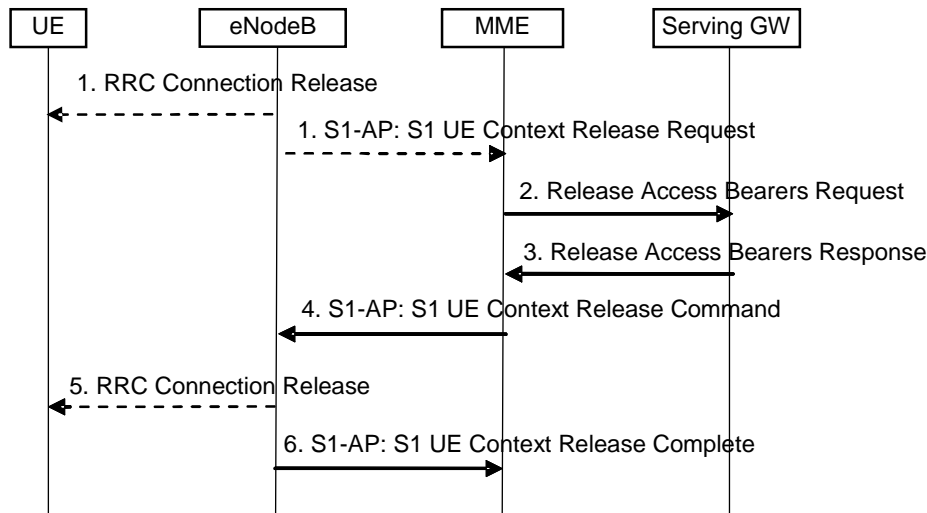 UE
eNodeB
MME
Serving GW
1. RRC Connection Release
1. S1-AP: S1 UE Context Release Request
2. Release Access Bearers Request
3. Release Access Bearers Response
4. S1-AP: S1 UE Context Release Command
5. RRC Connection Release
6. S1-AP: S1 UE Context Release Complete